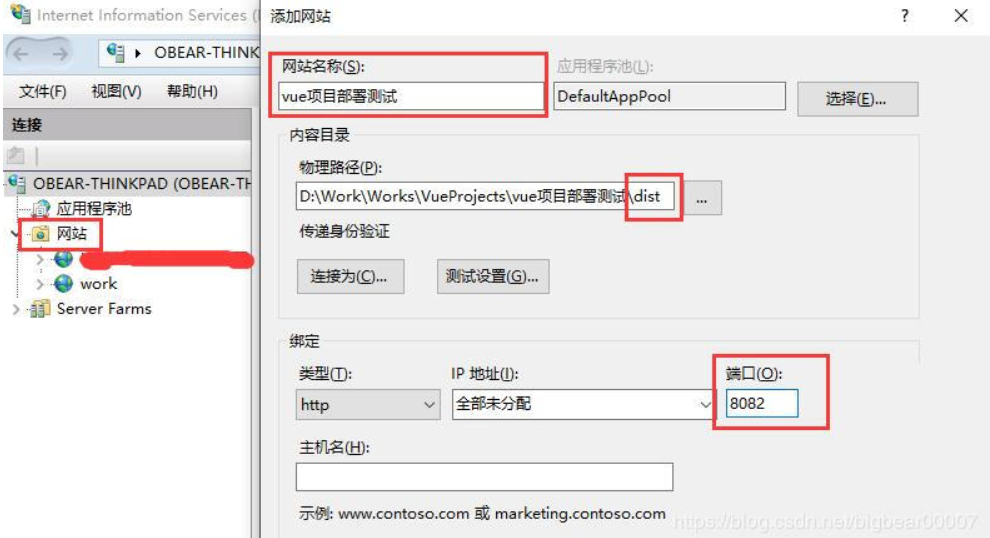 Internet Information Services (
文件(F) 视图(V) 帮助(H)
OBEAR-THINK
连接
OBEAR-THINKPAD (OBEAR-TH
应用程序池
网站
work
Server Farms
添加网站
? ×
网站名称(S):
应用程序池(L):
vue项目部署测试
DefaultAppPool
选择(E)...
内容目录
物理路径(P):
D:\Work\Works\VueProjects\vue项目部署测试\dist
...
传递身份验证
连接为(C)...
测试设置(G)...
绑定
类型(T):
IP 地址(I):
端口(O):
http
全部未分配
8082
主机名(H):
示例: www.contoso.com 或 marketing.contoso.com
https://blog.csdn.net/bigbear00007